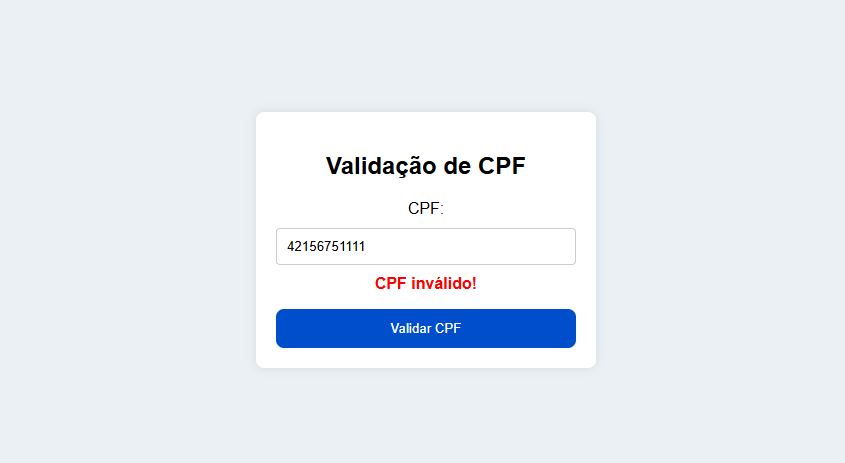 Validação de CPF
CPF:
42156751111
CPF inválido!
Validar CPF